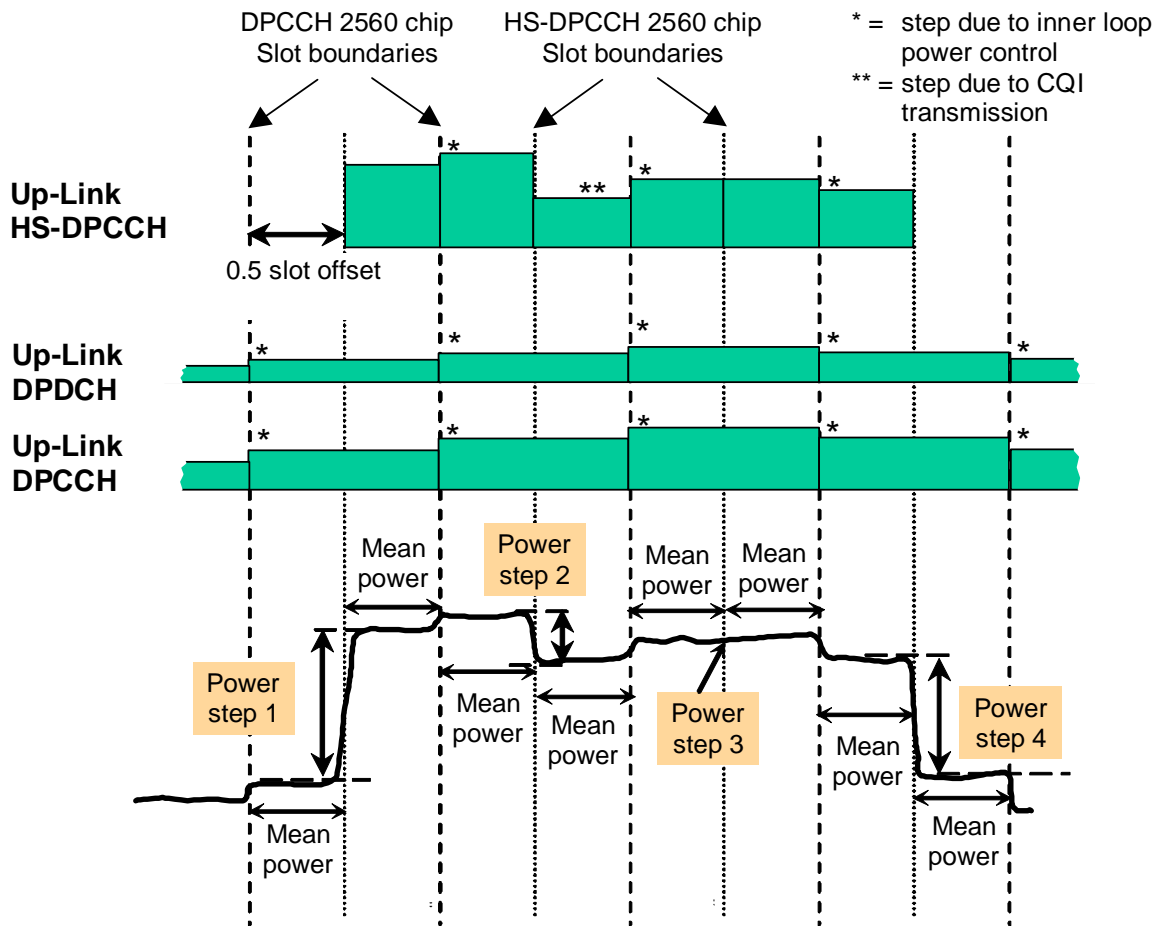 DPCCH 2560 chip
Slot boundaries
HS-DPCCH 2560 chip
Slot boundaries
* = step due to inner loop
power control
** = step due to CQI
transmission
Up-Link
HS-DPCCH
*
**
*
*
0.5 slot offset
Up-Link
DPDCH
*
*
*
*
*
Up-Link
DPCCH
*
*
*
*
*
Mean
power
Power
step 2
Mean
power
Mean
power
Power
step 1
Mean
power
Mean
power
Power
step 3
Mean
power
Power
step 4
Mean
power
Mean
power